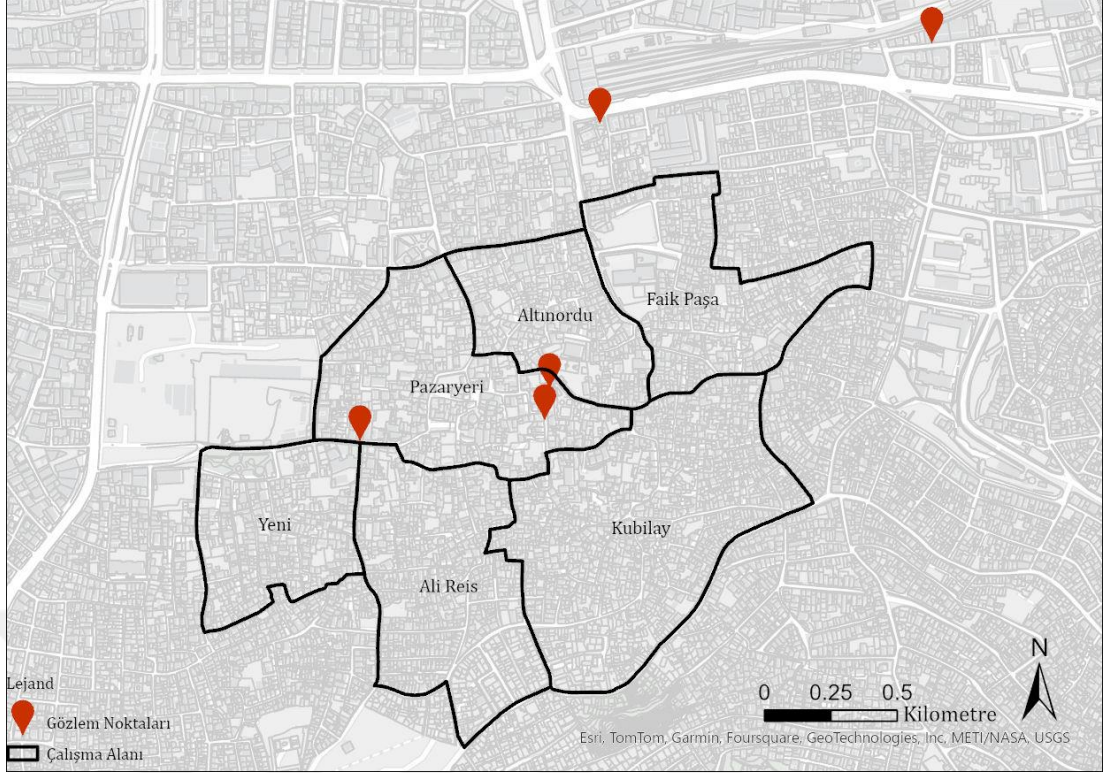 Faik Paşa
Altınordu
Pazaryeri
Yeni
Kubilay
Ali Reis
N
Lejand
Gözlem Noktaları
Çalışma Alanı
0 0.25 0.5
Kilometre
Esri, TomTom, Garmin, Foursquare, GeoTechnologies, Inc, METI/NASA, USGS